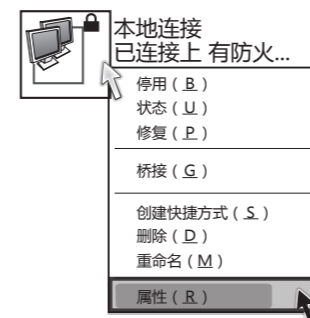 本地连接
已连接上 有防火...
停用（B）
状态（U）
修复（P）
桥接（G）
创建快捷方式（S）
删除（D）
重命名（M）
属性（R）